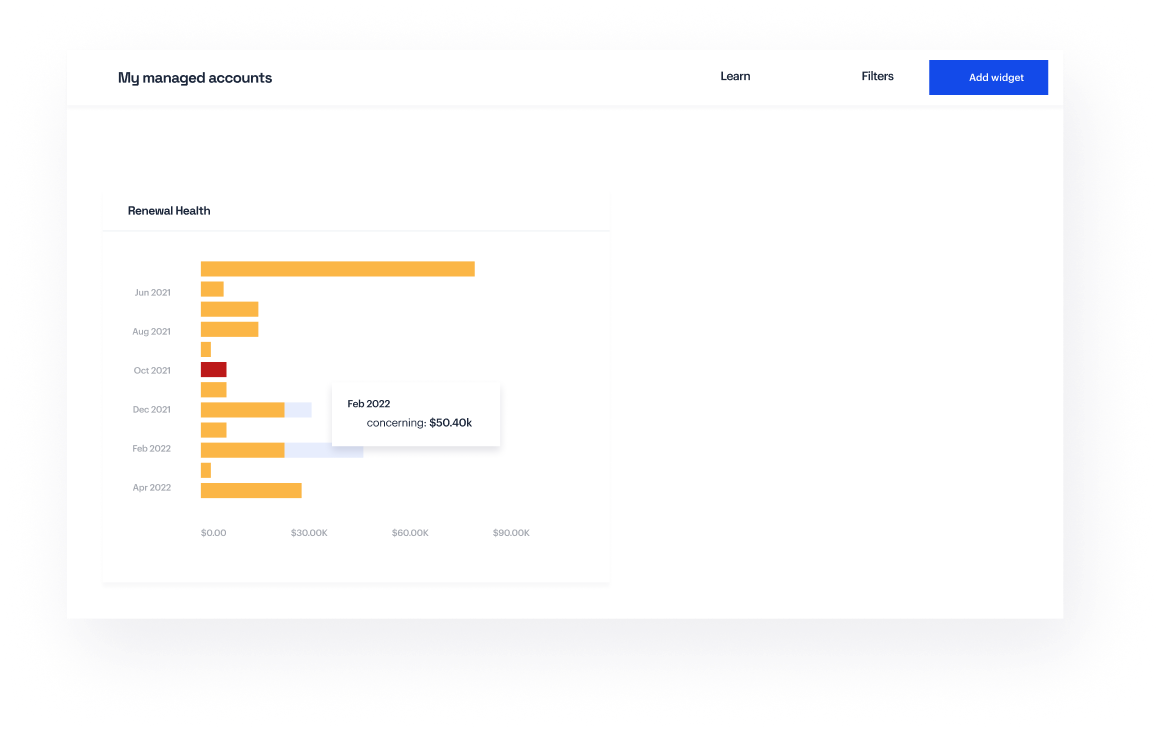 My managed accounts
Learn
Filters
Add widget
Renewal Health
Jun 2021
Aug 2021
Oct 2021
Dec 2021
Feb 2022
Apr 2022
Feb 2022
concerning: $50.40k
$0.00
$30.00K
$60.00K
$90.00K